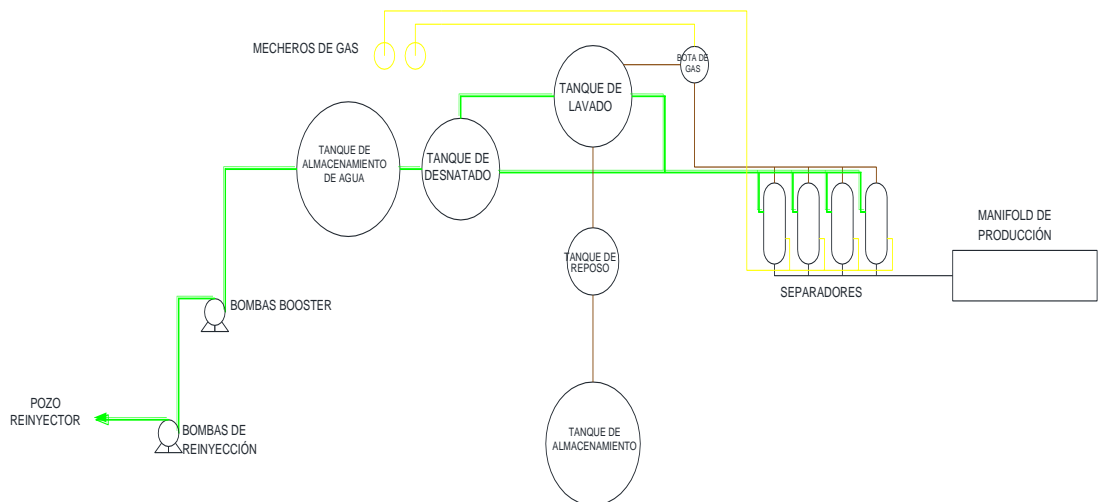 MECHEROS DE GAS
BOTA DE
GAS
TANQUE DE
LAVADO
TANQUE DE
ALMACENAMIENTO
DE AGUA
TANQUE DE
DESNATADO
MANIFOLD DE
PRODUCCIÓN
TANQUE DE
REPOSO
SEPARADORES
BOMBAS BOOSTER
POZO
REINYECTOR
BOMBAS DE
REINYECCIÓN
TANQUE DE
ALMACENAMIENTO